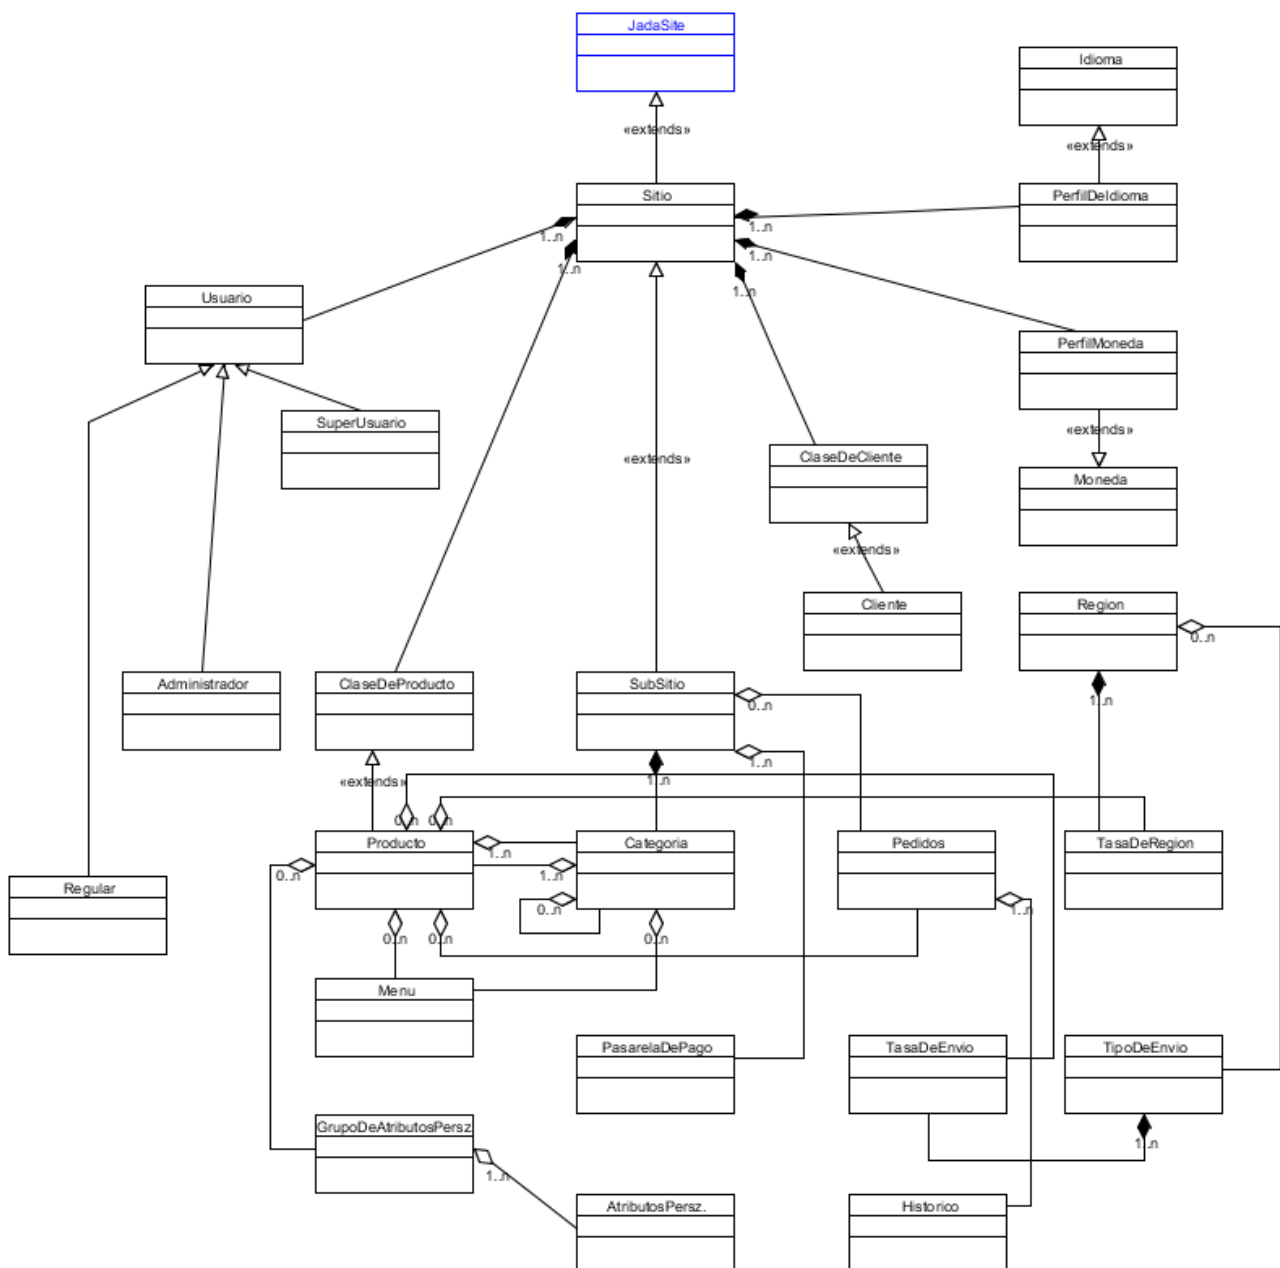 JadaSite
Idioma
«extends»
«extends»
Sitio
PerfilDeIdioma
1..n
1..n
1..n
1..n
1..n
Usuario
PerfilMoneda
SuperUsuario
«extends»
«extends»
ClaseDeCliente
Moneda
«extends»
Cliente
Region
0..n
Administrador
ClaseDeProducto
SubSitio
0..n
1..n
1..n
«extends»
1..n
0..n
0..n
Producto
Categoria
Pedidos
TasaDeRegion
1..n
0..n
1..n
Regular
0..n
1..n
0..n
0..n
0..n
Menu
PasarelaDePago
TasaDeEnvio
TipoDeEnvio
GrupoDeAtributosPersz
1..n
1..n
AtributosPersz.
Historico